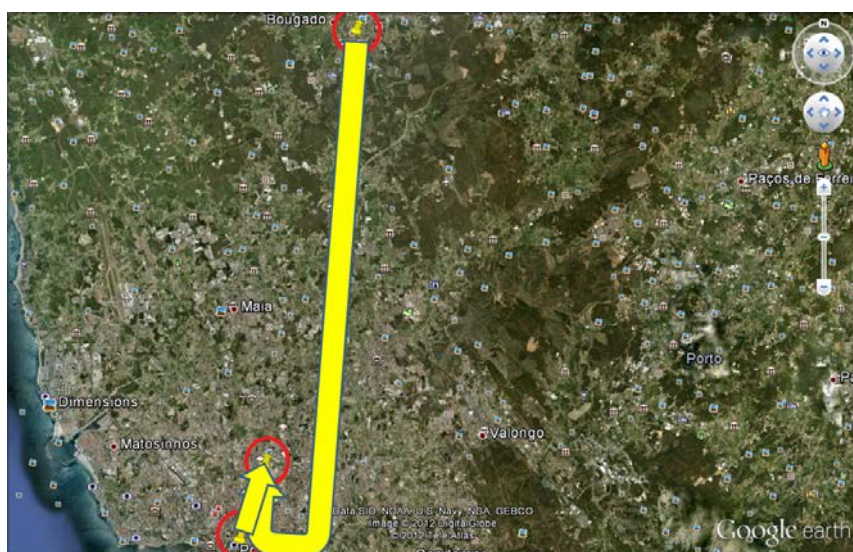 Bougado
N
Paços de Ferrei
Maia
Porto
Dimensions
Matosinhos
Valongo
Data SIO, NOAA, U.S. Navy, NGA, GEBCO
Image © 2012 DigitalGlobe
© 2012 Tele Atlas
Google earth